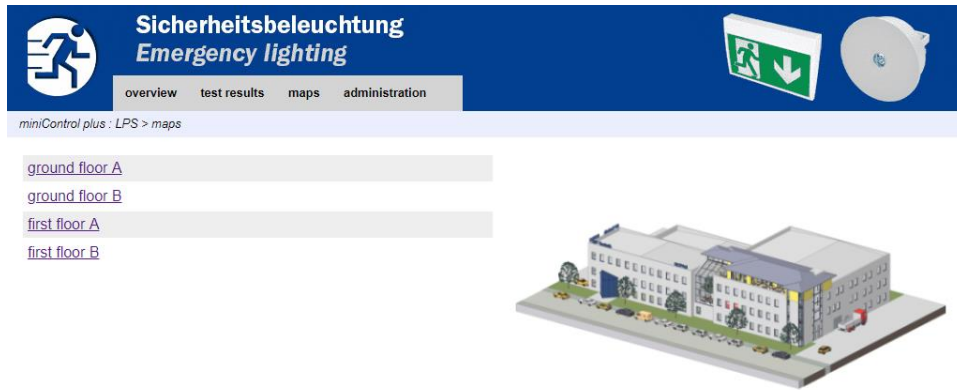 Sicherheitsbeleuchtung
Emergency lighting
overview test results maps administration
miniControl plus : LPS > maps
ground floor A
ground floor B
first floor A
first floor B